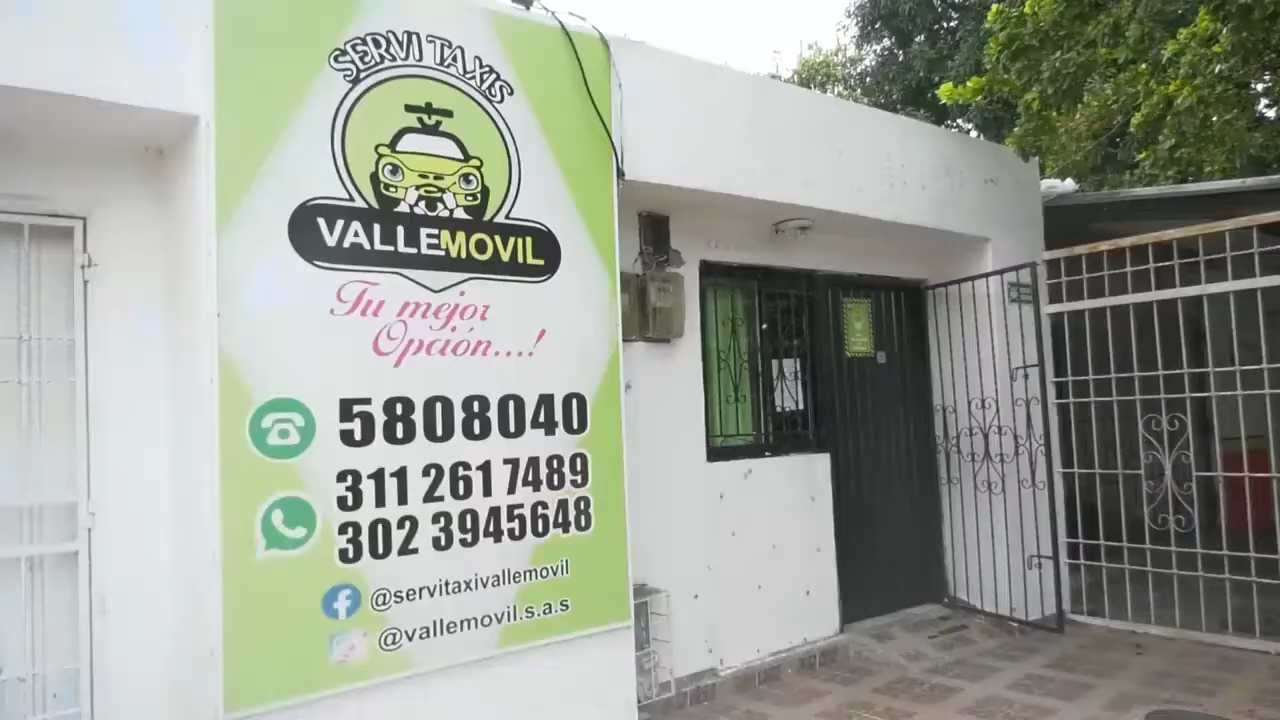 SERVI TAXIS
VALLEMOVIL
Tu mejor
Opción...!
5808040
311 261 7489
302 3945648
@servitaxivallemovil
@vallemovil.s.a.s